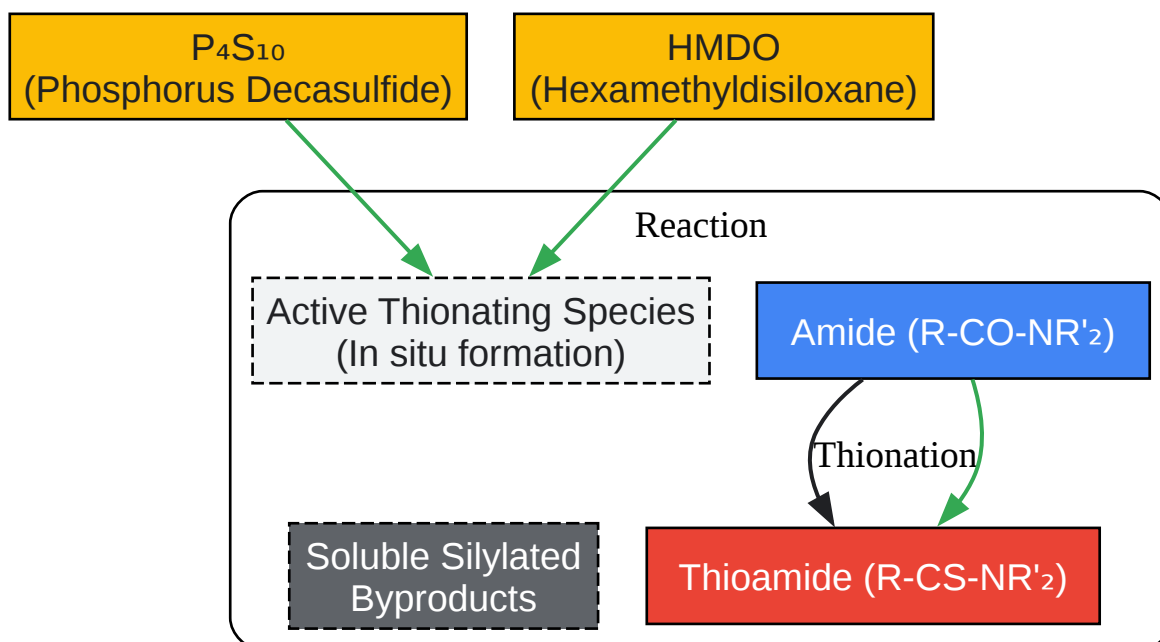 P₄S₁₀
(Phosphorus Decasulfide)
HMDO
(Hexamethyldisiloxane)
Reaction
Active Thionating Species
(In situ formation)
Amide (R-CO-NR'₂)
Thionation
Soluble Silylated
Byproducts
Thioamide (R-CS-NR'₂)